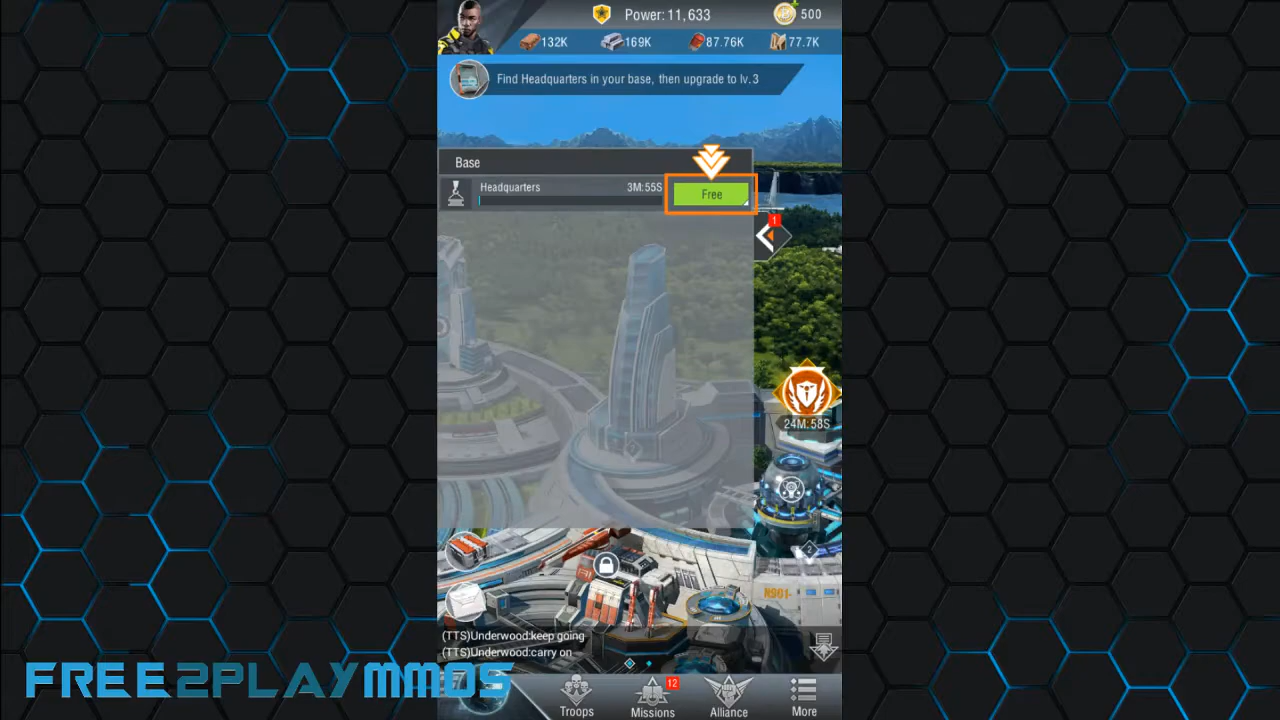 Power: 11,633
500
132K
169K
87.76K
77.7K
Find Headquarters in your base, then upgrade to lv.3
Base
Headquarters
3M:55S
Free
1
24M:58S
2
N901-
(TTS)Underwood:keep going
(TTS)Underwood:carry on
FREE2PLAYMMOS
12
Troops
Missions
Alliance
More